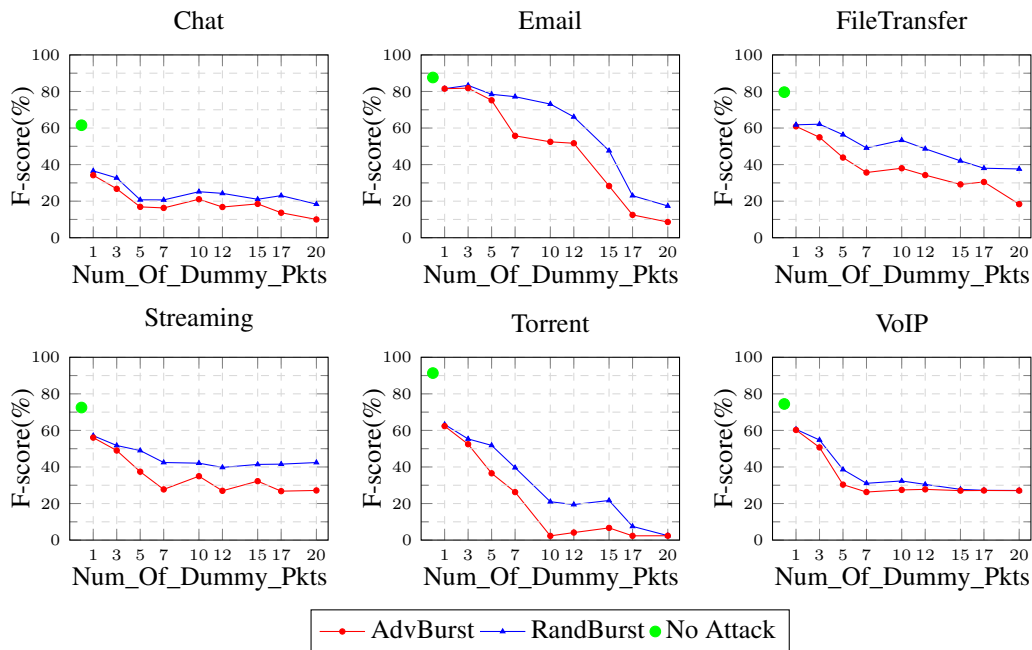 Chat Email FileTransfer
100 100 100
80 80 80
60 60 60
40 40 40
20 20 20
0 0 0
F-score(%) F-score(%) F-score(%)
1 3 5 7 10 12 15 17 20 1 3 5 7 10 12 15 17 20 1 3 5 7 10 12 15 17 20
Num_Of_Dummy_Pkts Num_Of_Dummy_Pkts Num_Of_Dummy_Pkts
Streaming Torrent VoIP
100 100 100
80 80 80
60 60 60
40 40 40
20 20 20
0 0 0
F-score(%) F-score(%) F-score(%)
1 3 5 7 10 12 15 17 20 1 3 5 7 10 12 15 17 20 1 3 5 7 10 12 15 17 20
Num_Of_Dummy_Pkts Num_Of_Dummy_Pkts Num_Of_Dummy_Pkts
AdvBurst RandBurst No Attack